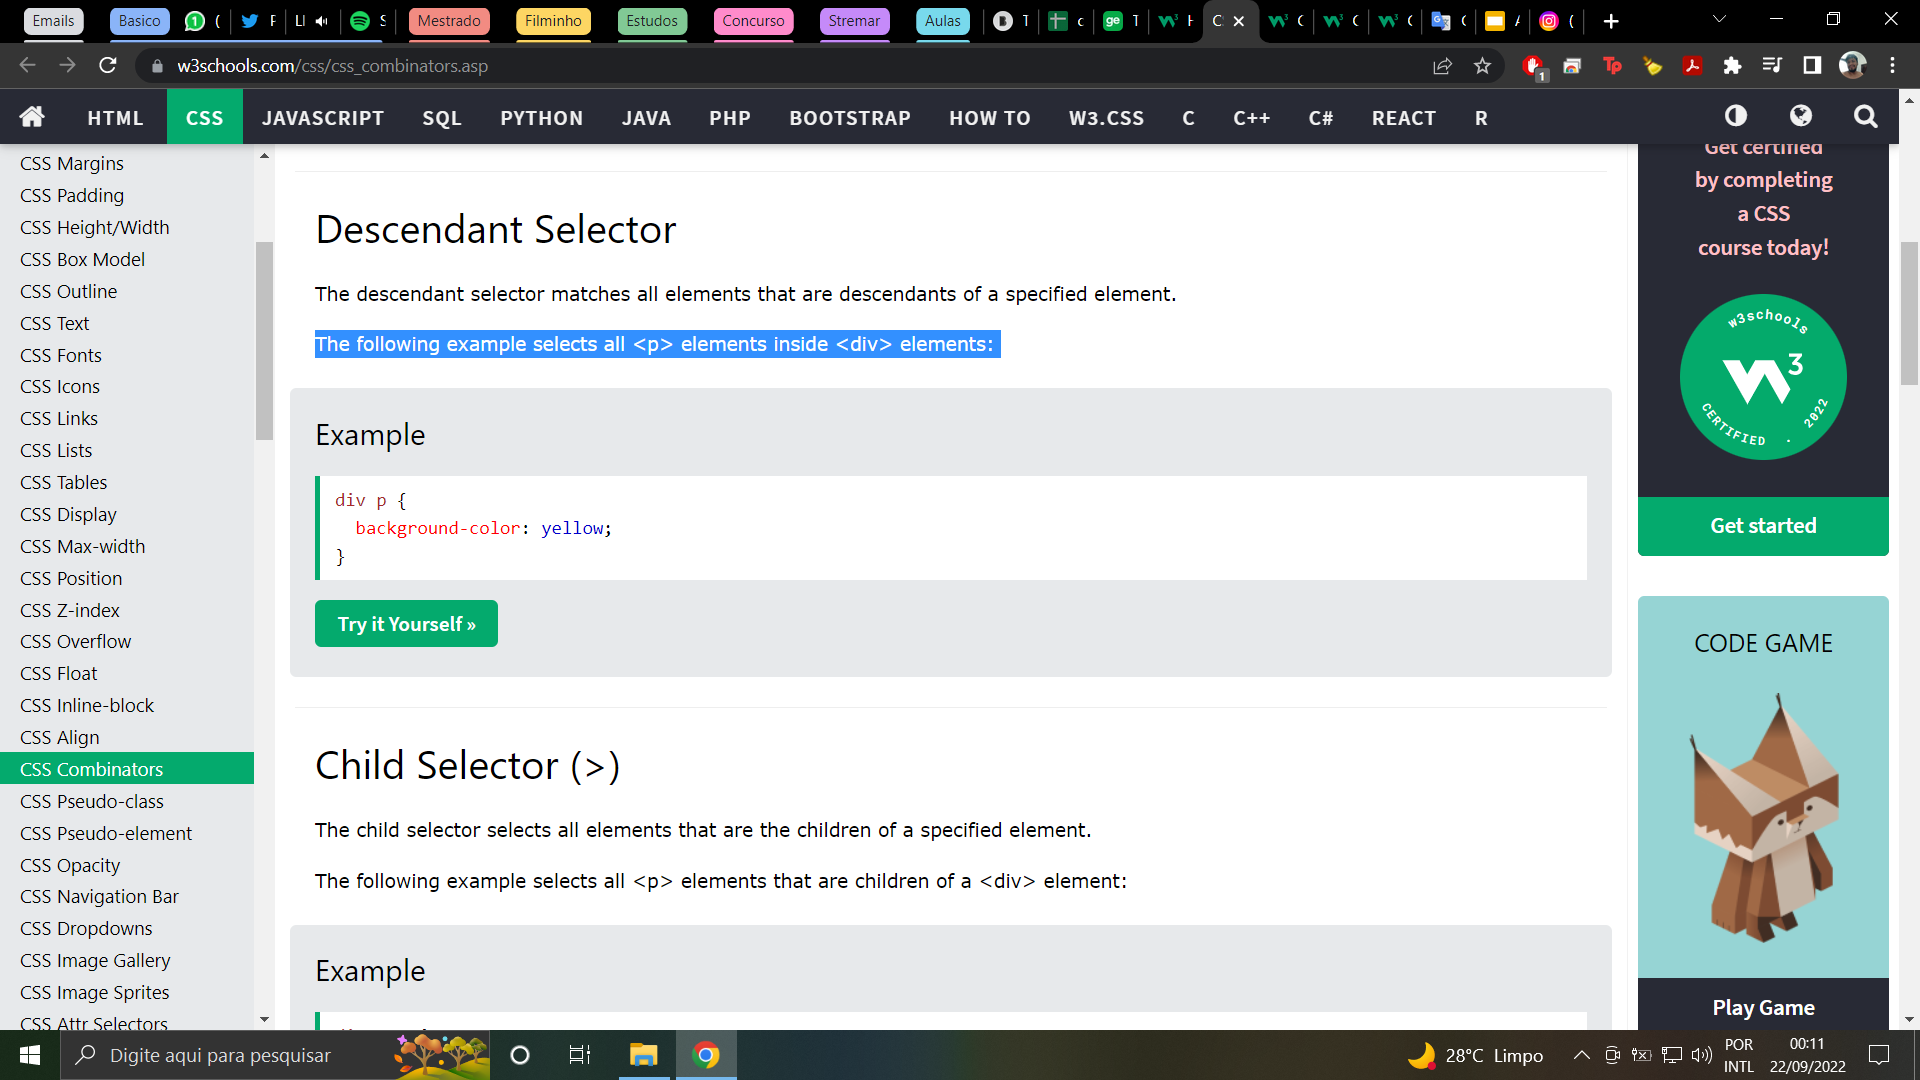 Emails
Basico
1
(
F
LI
S
Mestrado
Filminho
Estudos
Concurso
Stremar
Aulas
T
c
ge
T
H
C
C
C
C
C
A
(
w3schools.com/css/css_combinators.asp
1
HTML
CSS
JAVASCRIPT
SQL
PYTHON
JAVA
PHP
BOOTSTRAP
HOW TO
W3.CSS
C
C++
C#
REACT
R
CSS Margins
CSS Padding
CSS Height/Width
CSS Box Model
CSS Outline
CSS Text
CSS Fonts
CSS Icons
CSS Links
CSS Lists
CSS Tables
CSS Display
CSS Max-width
CSS Position
CSS Z-index
CSS Overflow
CSS Float
CSS Inline-block
CSS Align
CSS Combinators
CSS Pseudo-class
CSS Pseudo-element
CSS Opacity
CSS Navigation Bar
CSS Dropdowns
CSS Image Gallery
CSS Image Sprites
CSS Attr Selectors
Descendant Selector
The descendant selector matches all elements that are descendants of a specified element.
The following example selects all <p> elements inside <div> elements:
Example
div p {
background-color: yellow;
}
Try it Yourself »
Child Selector (>)
The child selector selects all elements that are the children of a specified element.
The following example selects all <p> elements that are children of a <div> element:
Example
Get certified
by completing
a CSS
course today!
w3schools
3
CERTIFIED . 2022
Get started
CODE GAME
Play Game
Digite aqui para pesquisar
28°C Limpo
POR
INTL
00:11
22/09/2022